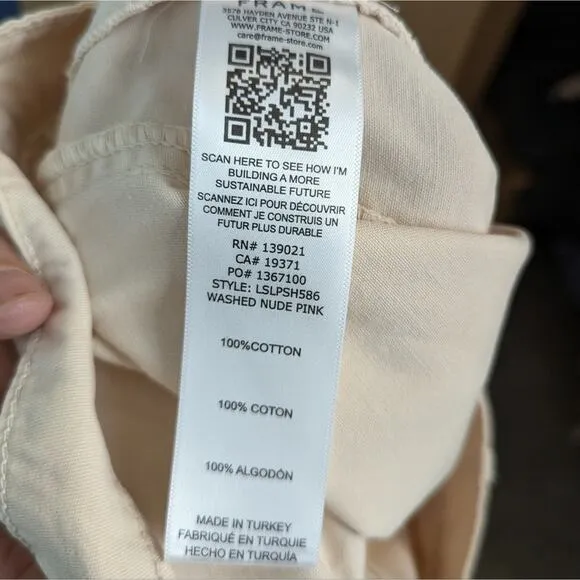 FRAME
3578 HAYDEN AVENUE STE N-1
CULVER CITY CA 90232 USA
WWW.FRAME-STORE.COM
care@frame-store.com
SCAN HERE TO SEE HOW I'M
BUILDING A MORE
SUSTAINABLE FUTURE
SCANNEZ ICI POUR DÉCOUVRIR
COMMENT JE CONSTRUIS UN
FUTUR PLUS DURABLE
RN# 139021
CA# 19371
PO# 1367100
STYLE: LSLPSH586
WASHED NUDE PINK
100%COTTON
100% COTON
100% ALGODÓN
MADE IN TURKEY
FABRIQUÉ EN TURQUIE
HECHO EN TURQUÍA